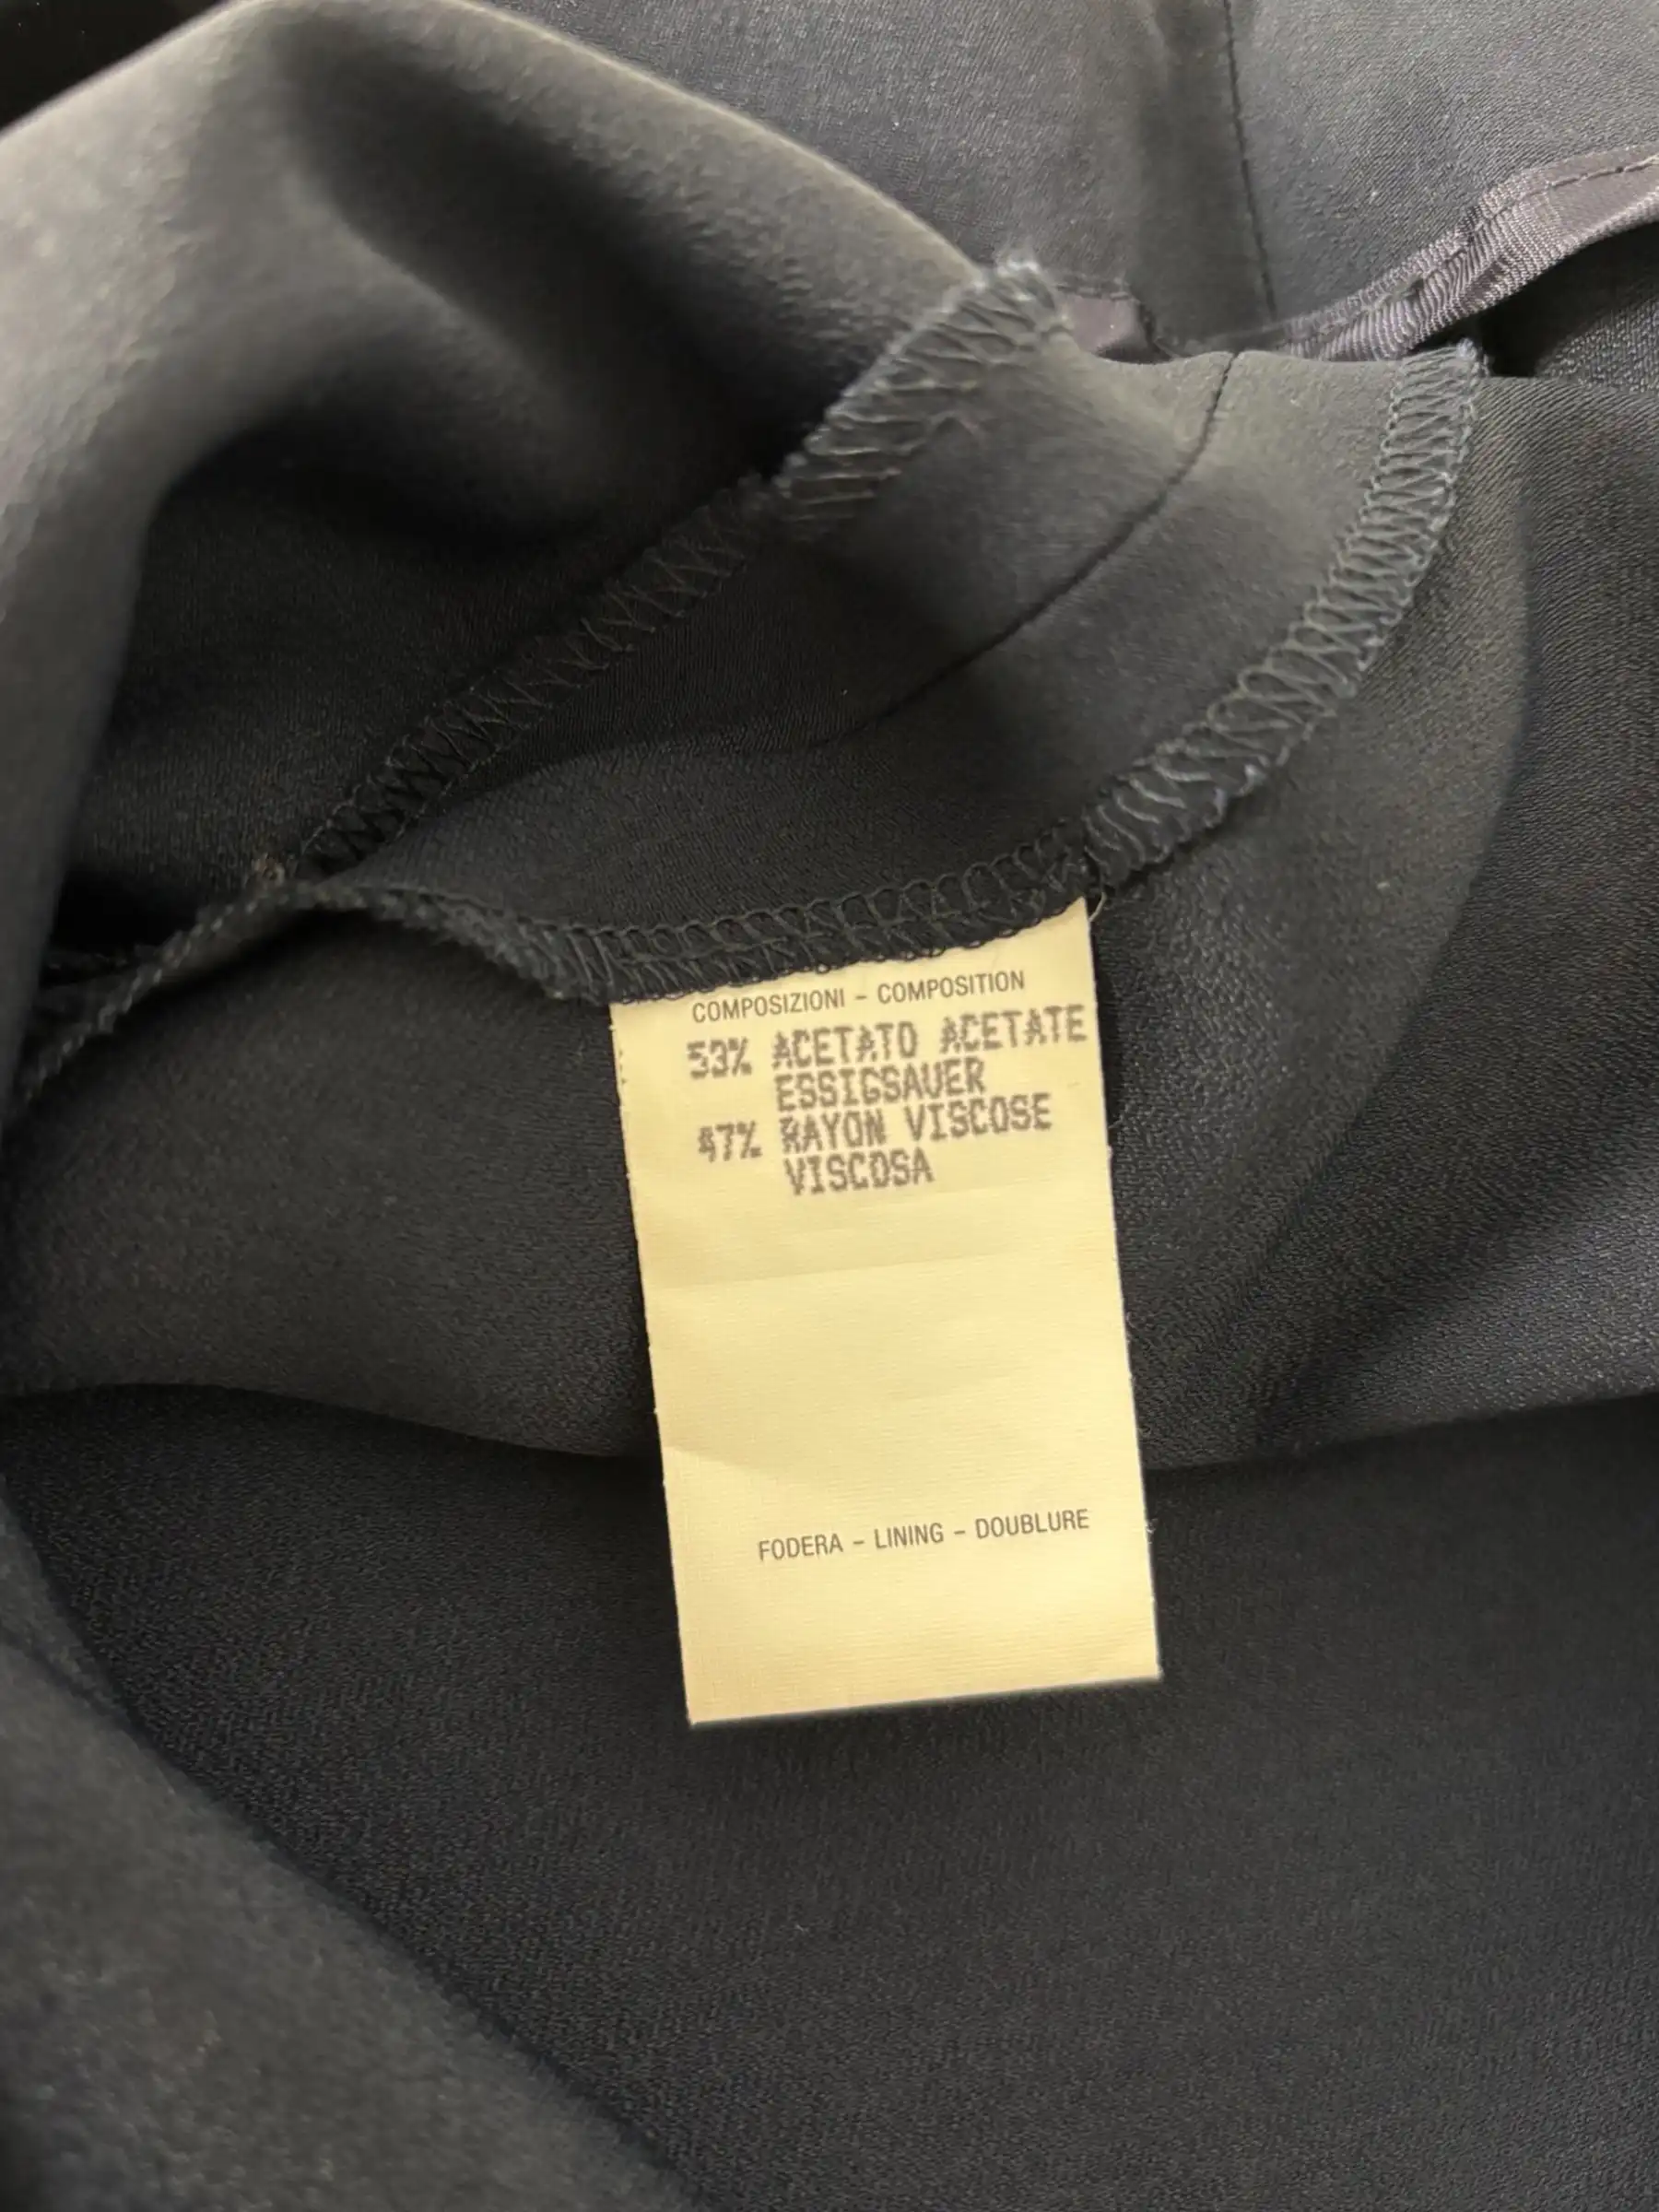 COMPOSIZIONI - COMPOSITION
53% ACETATO ACETATE
ESSIGSAUER
47% RAYON VISCOSE
VISCOSA
FODERA - LINING - DOUBLURE